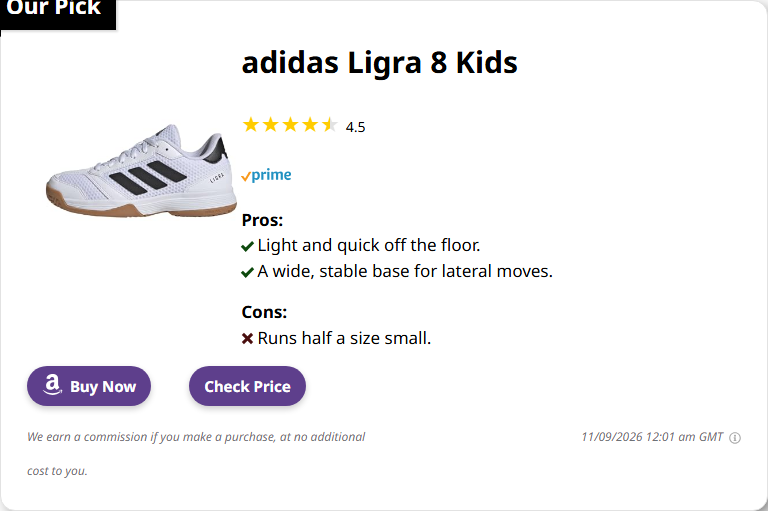 Our Pick
adidas Ligra 8 Kids
4.5
prime
LIGRA
Pros:
Light and quick off the floor.
A wide, stable base for lateral moves.
Cons:
Runs half a size small.
a Buy Now
Check Price
We earn a commission if you make a purchase, at no additional
cost to you.
11/09/2026 12:01 am GMT